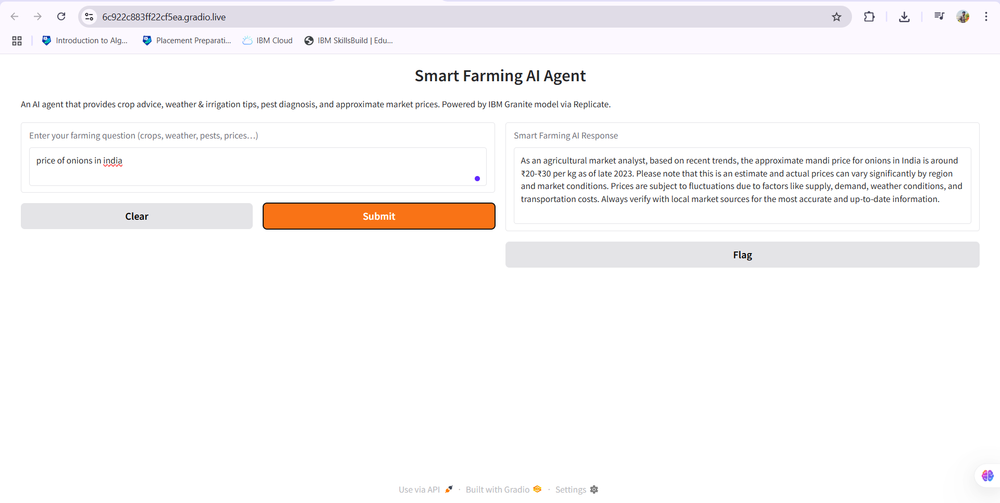 6c922c883ff22cf5ea.gradio.live
Introduction to Alg...
Placement Preparati...
IBM Cloud
IBM SkillsBuild | Edu...
Smart Farming AI Agent
An AI agent that provides crop advice, weather & irrigation tips, pest diagnosis, and approximate market prices. Powered by IBM Granite model via Replicate.
Enter your farming question (crops, weather, pests, prices…)
price of onions in india
Clear
Submit
Smart Farming AI Response
As an agricultural market analyst, based on recent trends, the approximate mandi price for onions in India is around
₹20-₹30 per kg as of late 2023. Please note that this is an estimate and actual prices can vary significantly by region
and market conditions. Prices are subject to fluctuations due to factors like supply, demand, weather conditions, and
transportation costs. Always verify with local market sources for the most accurate and up-to-date information.
Flag
Use via API · Built with Gradio · Settings